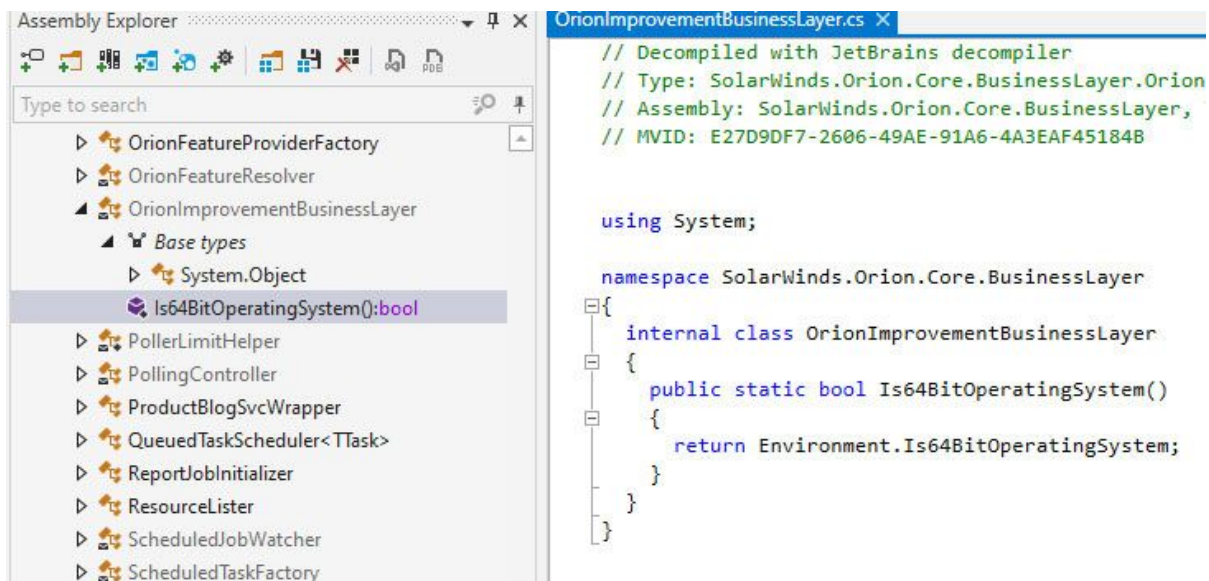 Assembly Explorer
Type to search
OrionFeatureProviderFactory
OrionFeatureResolver
OrionImprovementBusinessLayer
Base types
System.Object
Is64BitOperatingSystem():bool
PollerLimitHelper
PollingController
ProductBlogSvcWrapper
QueuedTaskScheduler<TTask>
ReportJobInitializer
ResourceLister
ScheduledJobWatcher
ScheduledTaskFactory
OrionImprovementBusinessLayer.cs
// Decompiled with JetBrains decompiler
// Type: SolarWinds.Orion.Core.BusinessLayer.Orion
// Assembly: SolarWinds.Orion.Core.BusinessLayer,
// MVID: E27D9DF7-2606-49AE-91A6-4A3EAF45184B
using System;
namespace SolarWinds.Orion.Core.BusinessLayer
{
internal class OrionImprovementBusinessLayer
{
public static bool Is64BitOperatingSystem()
{
return Environment.Is64BitOperatingSystem;
}
}
}